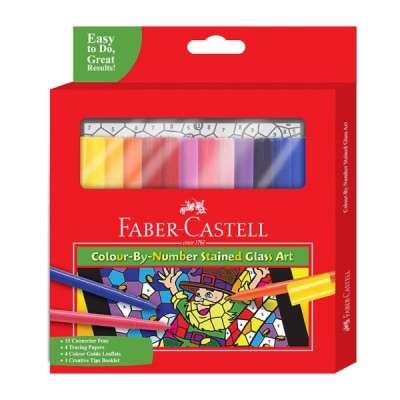 Easy
to Do,
Great
Results!
FABER-CASTELL
since 1761
Colour-By-Number Stained Glass Art
• 15 Connector Pens
• 4 Tracing Papers
• 4 Colour Guide Leaflets
• 1 Creative Tips Booklet
Colour-By-Number Stained Glass Art
FABER-CASTELL